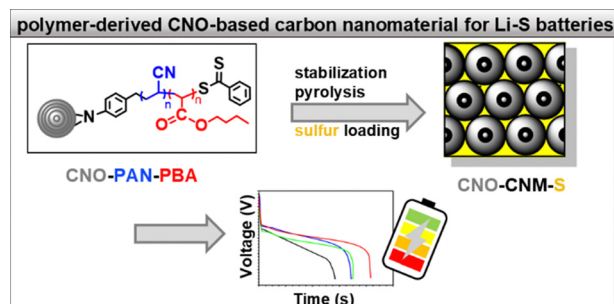 polymer-derived CNO-based carbon nanomaterial for Li-S batteries
CN
S
S
N
n
n
O
O
stabilization
pyrolysis
sulfur loading
CNO-PAN-PBA
CNO-CNM-S
Voltage (V)
Time (s)